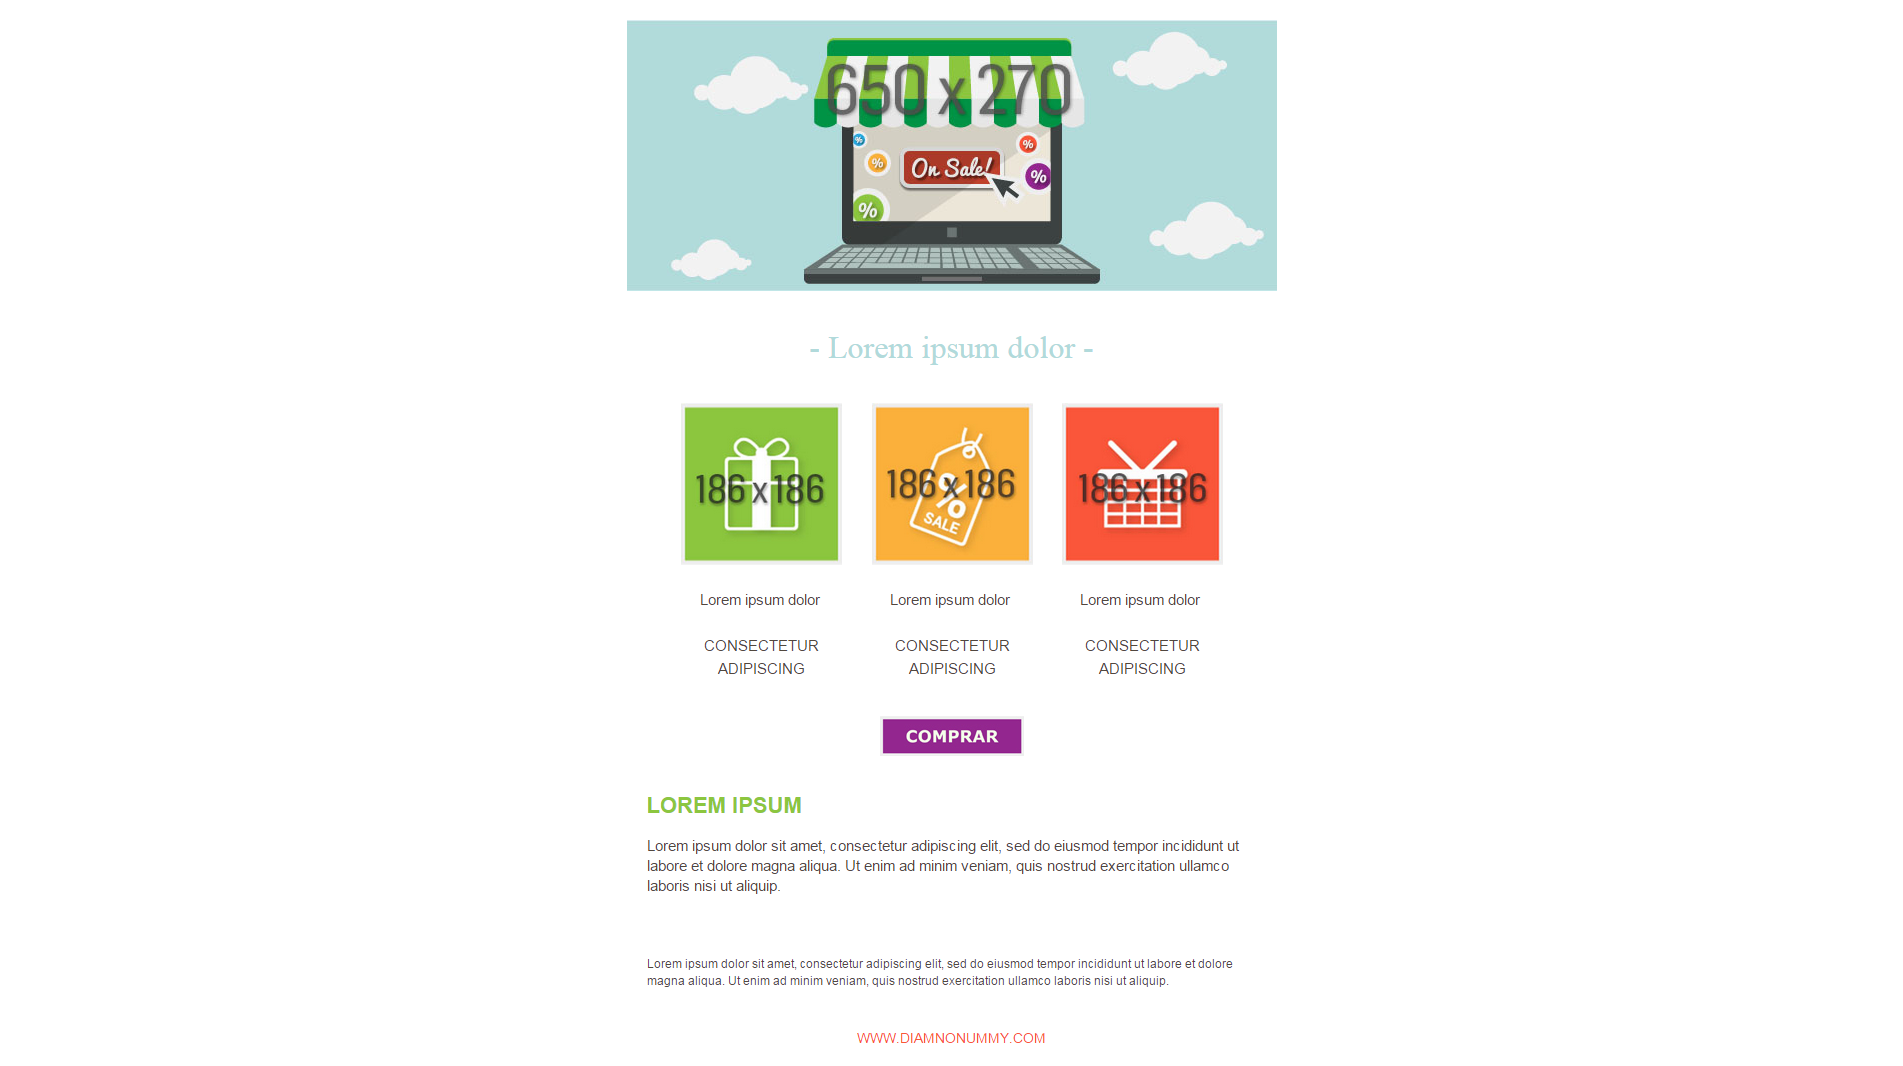 650 x 270
%
%
%
%
%
On Sale!
- Lorem ipsum dolor -
186 x 186
186 x 186
186 x 186
%
SALE
Lorem ipsum dolor
Lorem ipsum dolor
Lorem ipsum dolor
CONSECTETUR
ADIPISCING
CONSECTETUR
ADIPISCING
CONSECTETUR
ADIPISCING
COMPRAR
LOREM IPSUM
Lorem ipsum dolor sit amet, consectetur adipiscing elit, sed do eiusmod tempor incididunt ut
labore et dolore magna aliqua. Ut enim ad minim veniam, quis nostrud exercitation ullamco
laboris nisi ut aliquip.
Lorem ipsum dolor sit amet, consectetur adipiscing elit, sed do eiusmod tempor incididunt ut labore et dolore
magna aliqua. Ut enim ad minim veniam, quis nostrud exercitation ullamco laboris nisi ut aliquip.
WWW.DIAMNONUMMY.COM